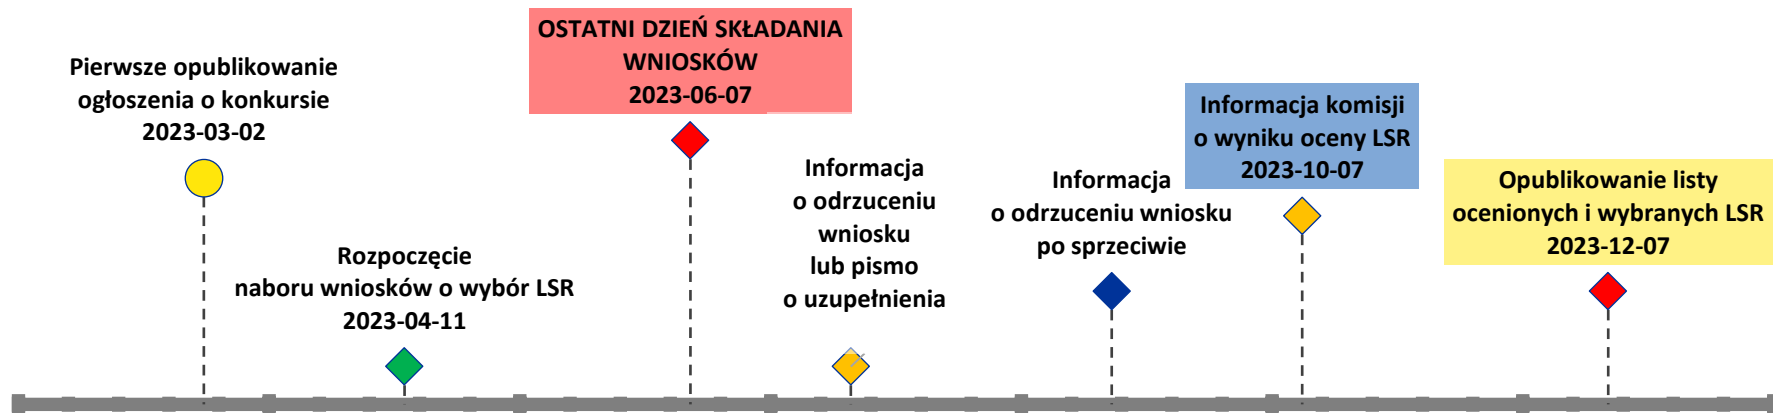 Pierwsze opublikowanie
ogłoszenia o konkursie
2023-03-02
Rozpoczęcie
naboru wniosków o wybór LSR
2023-04-11
OSTATNI DZIEŃ SKŁADANIA
WNIOSKÓW
2023-06-07
Informacja
o odrzuceniu
wniosku
lub pismo
o uzupełnienia
Informacja
o odrzuceniu wniosku
po sprzeciwie
Informacja komisji
o wyniku oceny LSR
2023-10-07
Opublikowanie listy
ocenionych i wybranych LSR
2023-12-07